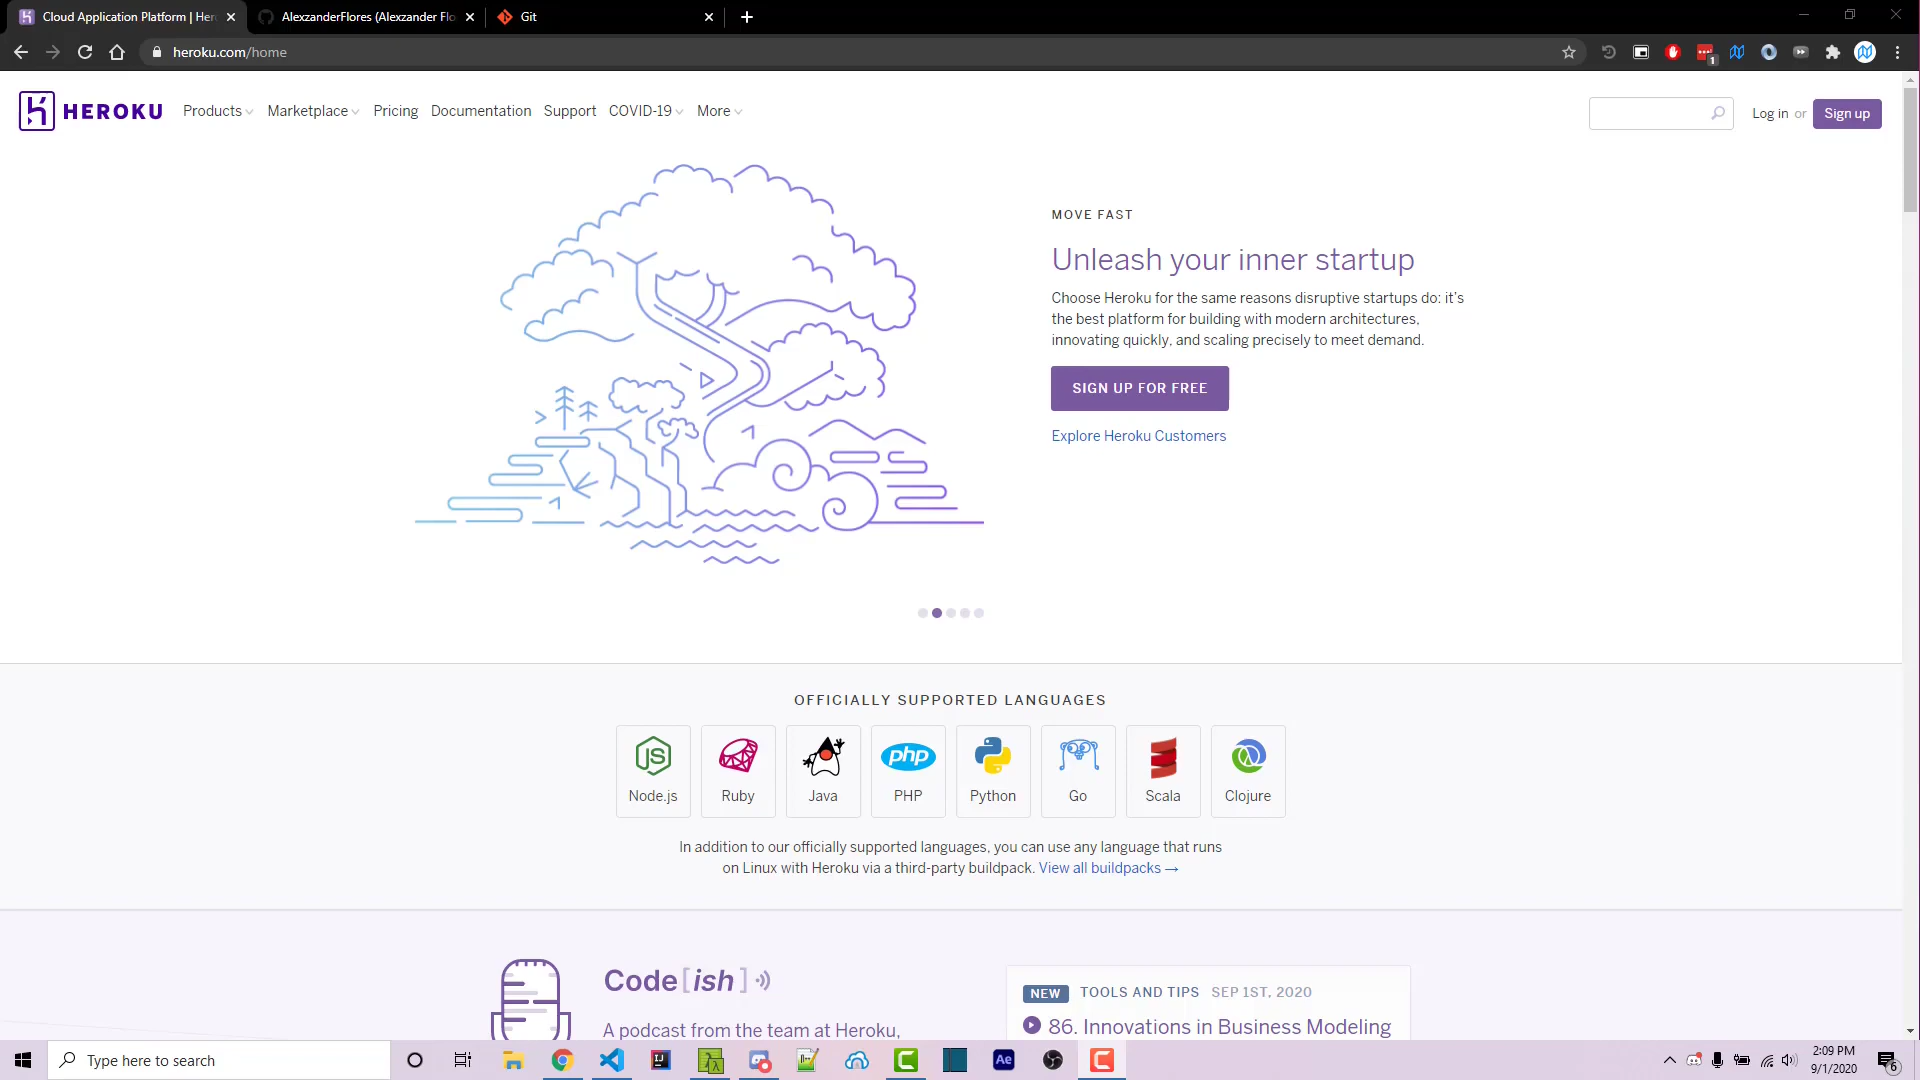 Cloud Application Platform | Her
AlexzanderFlores (Alexzander Flo
Git
heroku.com/home
1
HEROKU
Products
Marketplace
Pricing
Documentation
Support
COVID-19
More
Log in or
Sign up
MOVE FAST
Unleash your inner startup
Choose Heroku for the same reasons disruptive startups do: it's
the best platform for building with modern architectures,
innovating quickly, and scaling precisely to meet demand.
SIGN UP FOR FREE
Explore Heroku Customers
OFFICIALLY SUPPORTED LANGUAGES
JS
php
Node.js
Ruby
Java
PHP
Python
Go
Scala
Clojure
In addition to our officially supported languages, you can use any language that runs
on Linux with Heroku via a third-party buildpack. View all buildpacks →
Code[ish]
A podcast from the team at Heroku,
NEW TOOLS AND TIPS SEP 1ST, 2020
86. Innovations in Business Modeling
Type here to search
IJ
Ae
2:09 PM
9/1/2020
6